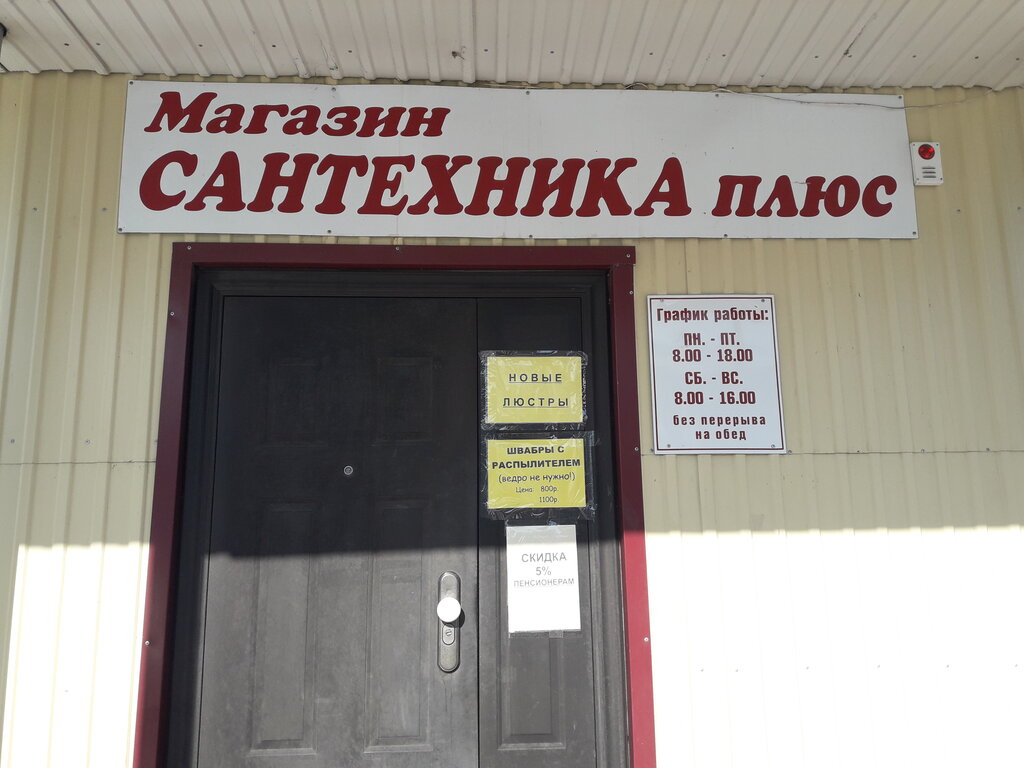 Магазин
САНТЕХНИКА ПЛЮС
График работы:
ПН. - ПТ.
8.00 - 18.00
СБ. - ВС.
8.00 - 16.00
без перерыва
на обед
НОВЫЕ
ЛЮСТРЫ
ШВАБРЫ С
РАСПЫЛИТЕЛЕМ
(ведро не нужно!)
Цена: 800р.
1100р
СКИДКА
5%
ПЕНСИОНЕРАМ